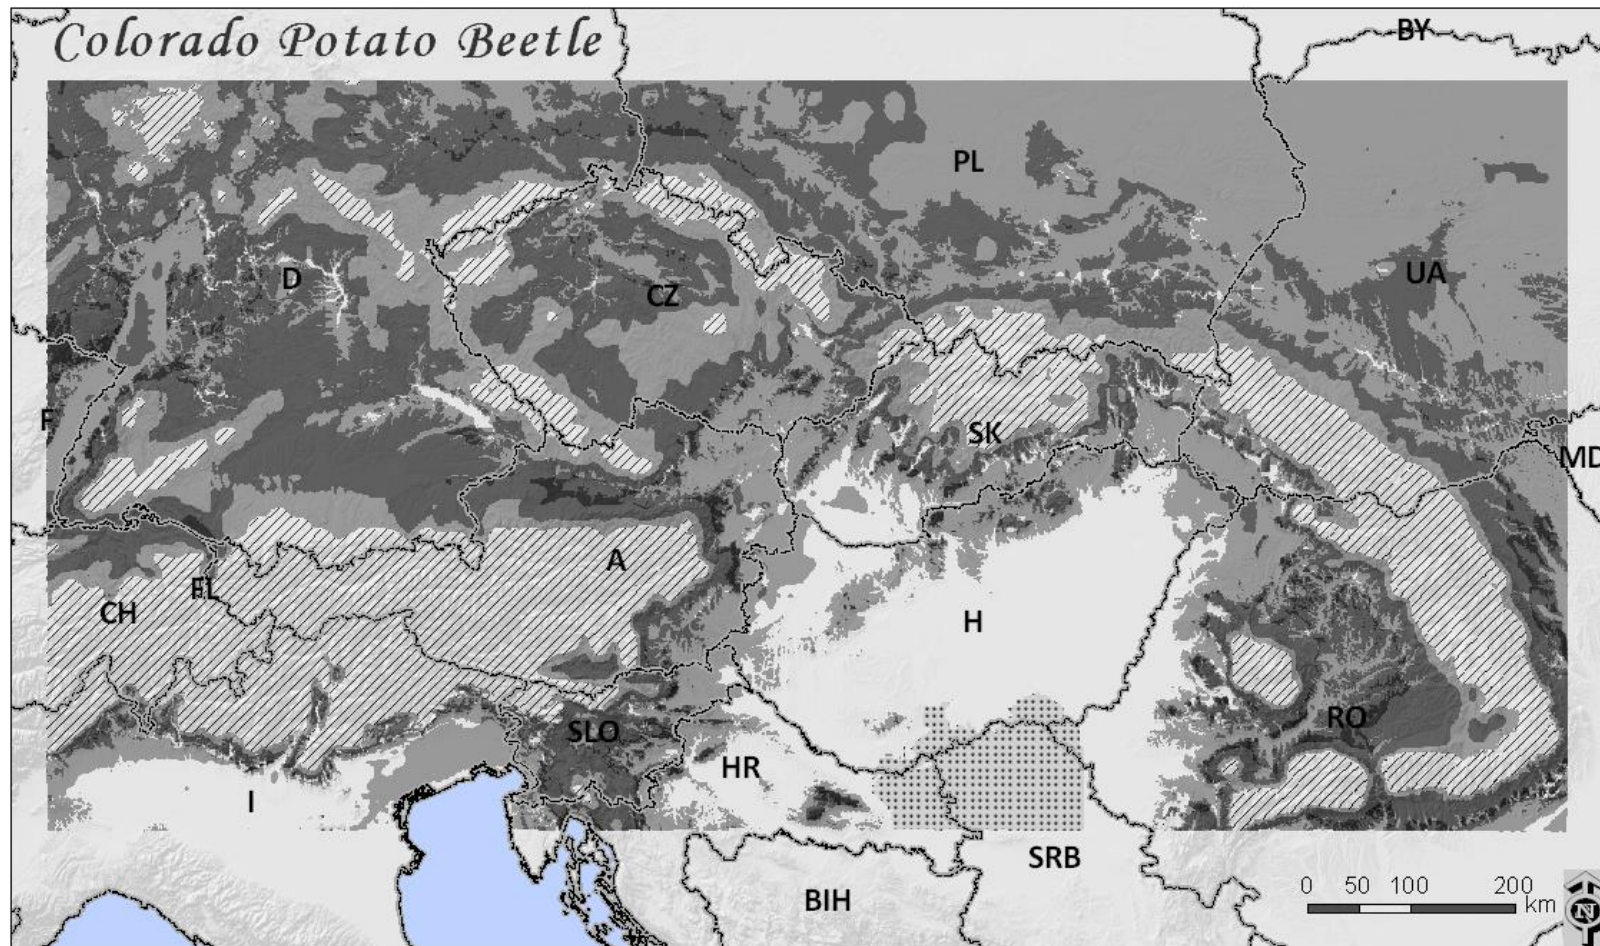 Colorado Potato Beetle
BY
PL
D
CZ
UA
F
SK
MD
A
FL
CH
H
RO
SLO
HR
I
SRB
BIH
0 50 100 200
km
N